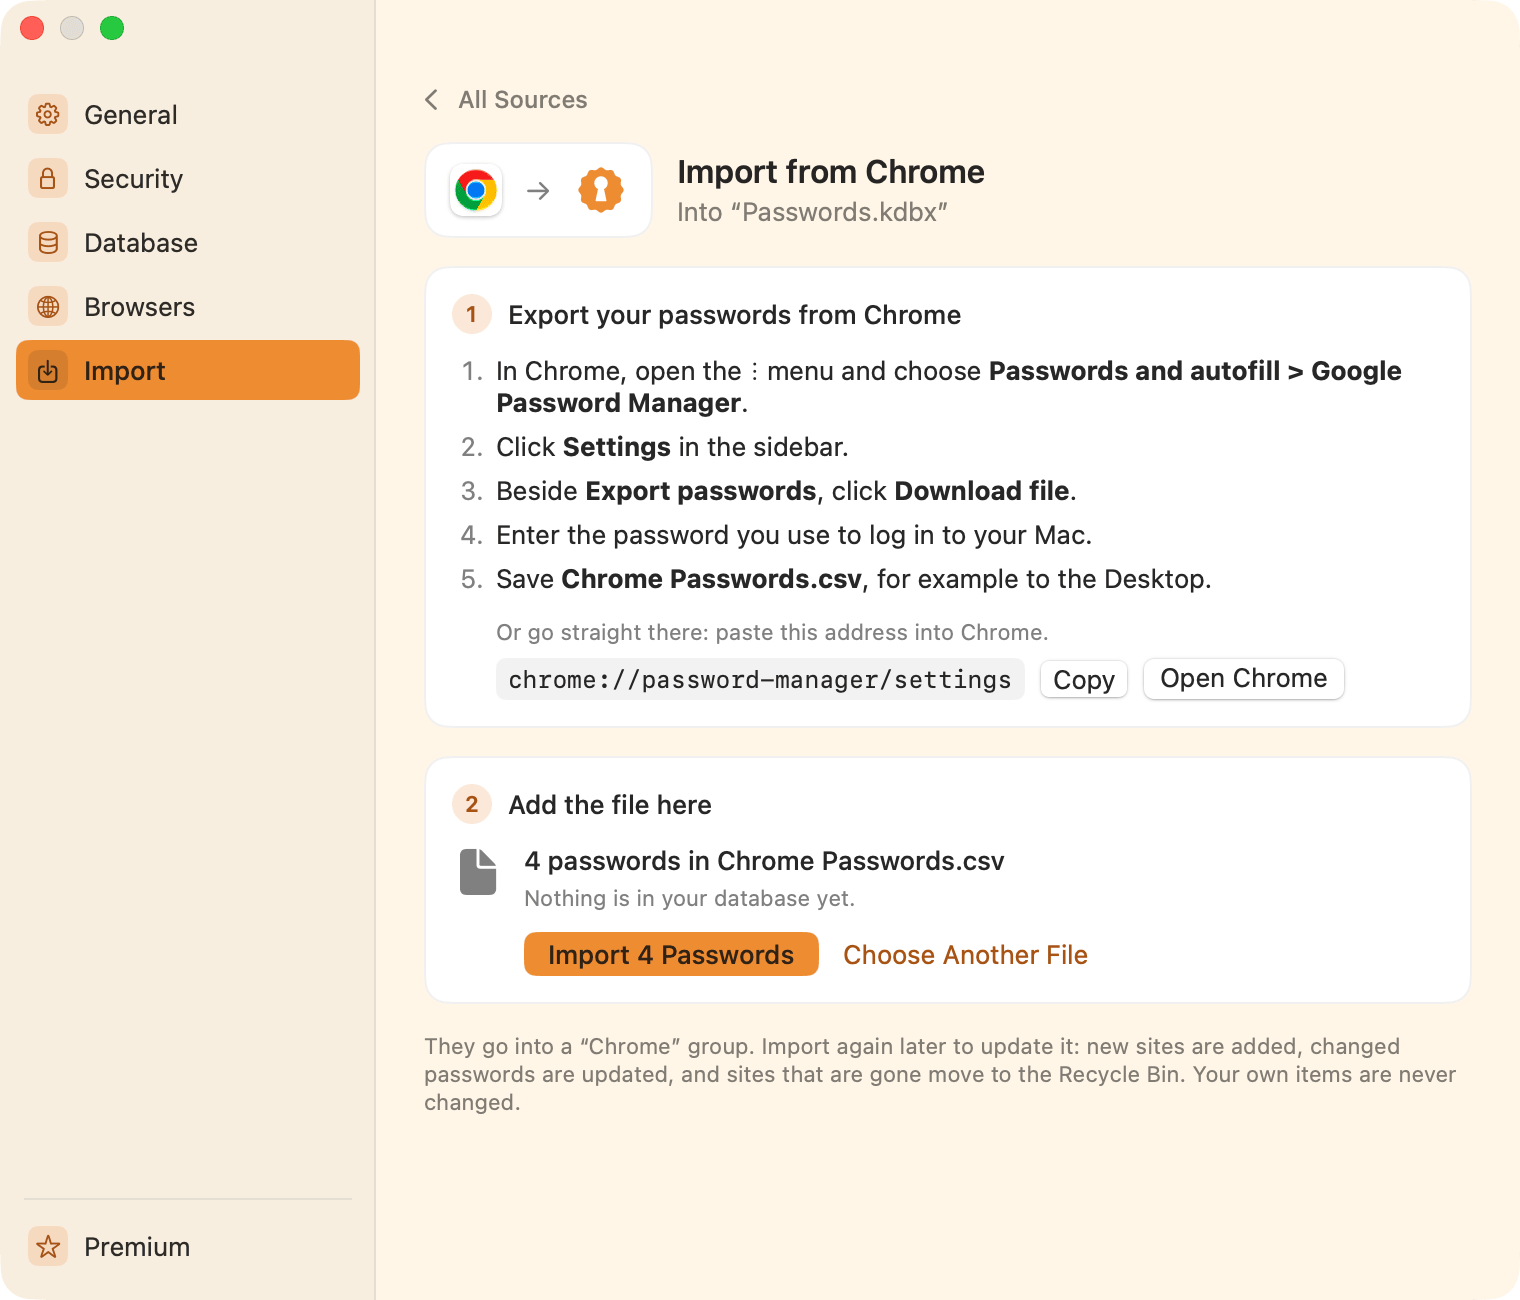 General
Security
Database
Browsers
Import
Premium
All Sources
Import from Chrome
Into “Passwords.kdbx”
1 Export your passwords from Chrome
1. In Chrome, open the ⋮ menu and choose Passwords and autofill > Google
Password Manager.
2. Click Settings in the sidebar.
3. Beside Export passwords, click Download file.
4. Enter the password you use to log in to your Mac.
5. Save Chrome Passwords.csv, for example to the Desktop.
Or go straight there: paste this address into Chrome.
chrome://password-manager/settings Copy Open Chrome
2 Add the file here
4 passwords in Chrome Passwords.csv
Nothing is in your database yet.
Import 4 Passwords Choose Another File
They go into a “Chrome” group. Import again later to update it: new sites are added, changed
passwords are updated, and sites that are gone move to the Recycle Bin. Your own items are never
changed.